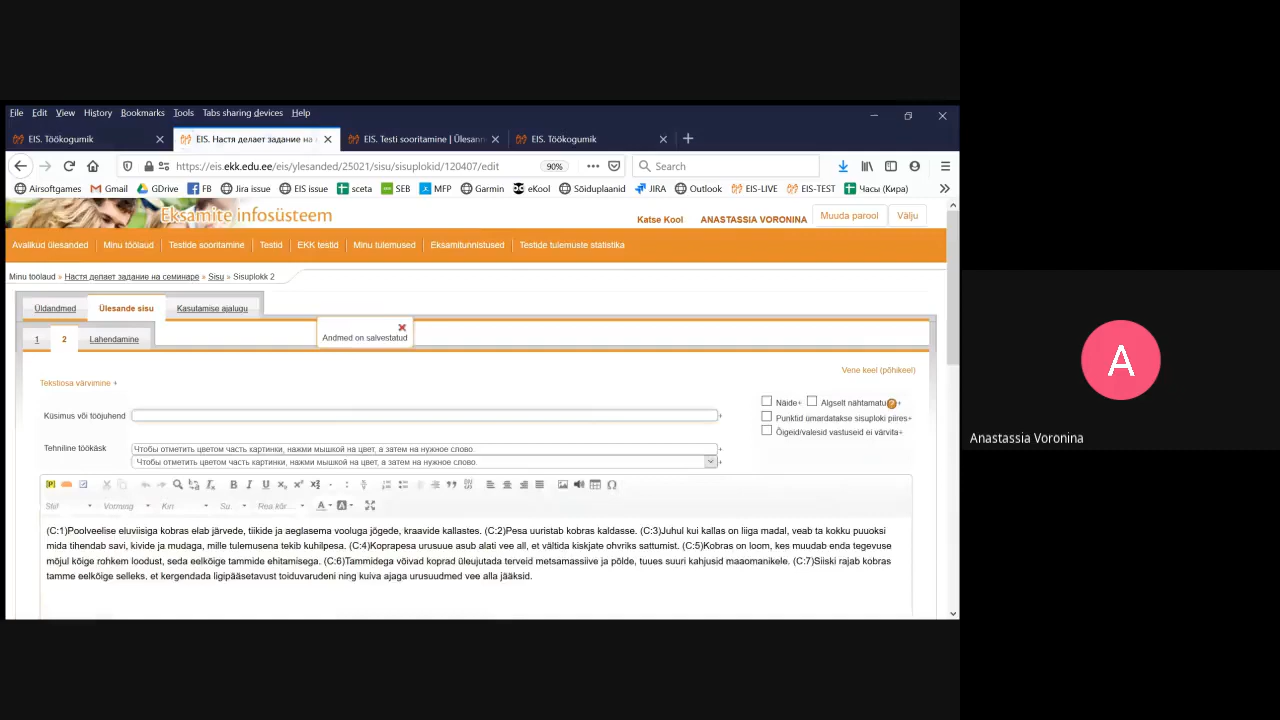 File Edit View History Bookmarks Tools Tabs sharing devices Help
EIS. Töökogumik EIS. Настя делает задание на EIS. Testi sooritamine | Ülesann EIS. Töökogumik
https://eis.ekk.edu.ee/eis/ylesanded/25021/sisu/sisuplokid/120407/edit 90% Search
Airsoftgames Gmail GDrive FB Jira issue EIS issue sceta SEB MFP Garmin eKool Sõiduplaanid JIRA Outlook EIS-LIVE EIS-TEST Часы (Кира)
Eksamite infosüsteem
Katse Kool ANASTASSIA VORONINA Muuda parool Välju
Avalikud ülesanded Minu töölaud Testide sooritamine Testid EKK testid Minu tulemused Eksamitunnistused Testide tulemuste statistika
Minu töölaud » Настя делает задание на семинаре » Sisu » Sisuplokk 2
Üldandmed Ülesande sisu Kasutamise ajalugu
Andmed on salvestatud
1 2 Lahendamine
Vene keel (põhikeel)
Tekstiosa värvimine +
Näide+ Algselt nähtamatu ?+
Küsimus või tööjuhend +
Punktid ümardatakse sisuploki piires+
Õigeid/valesid vastuseid ei värvita+
Tehniline töökäsk Чтобы отметить цветом часть картинки, нажми мышкой на цвет, а затем на нужное слово +
Чтобы отметить цветом часть картинки, нажми мышкой на цвет, а затем на нужное слово. +
Stiil Vorming Kiri Su... Rea kõr...
(C:1)Poolveelise eluviisiga kobras elab järvede, tiikide ja aeglasema vooluga jõgede, kraavide kallastes. (C:2)Pesa uuristab kobras kaldasse. (C:3)Juhul kui kallas on liiga madal, veab ta kokku puuoksi
mida tihendab savi, kivide ja mudaga, mille tulemusena tekib kuhilpesa. (C:4)Koprapesa urusuue asub alati vee all, et vältida kiskjate ohvriks sattumist. (C:5)Kobras on loom, kes muudab enda tegevuse
mõjul kõige rohkem loodust, seda eelkõige tammide ehitamisega. (C:6)Tammidega võivad koprad üleujutada terveid metsamassiive ja põlde, tuues suuri kahjusid maaomanikele. (C:7)Siiski rajab kobras
tamme eelkõige selleks, et kergendada ligipääsetavust toiduvarudeni ning kuiva ajaga urusuudmed vee alla jääksid.
A
Anastassia Voronina